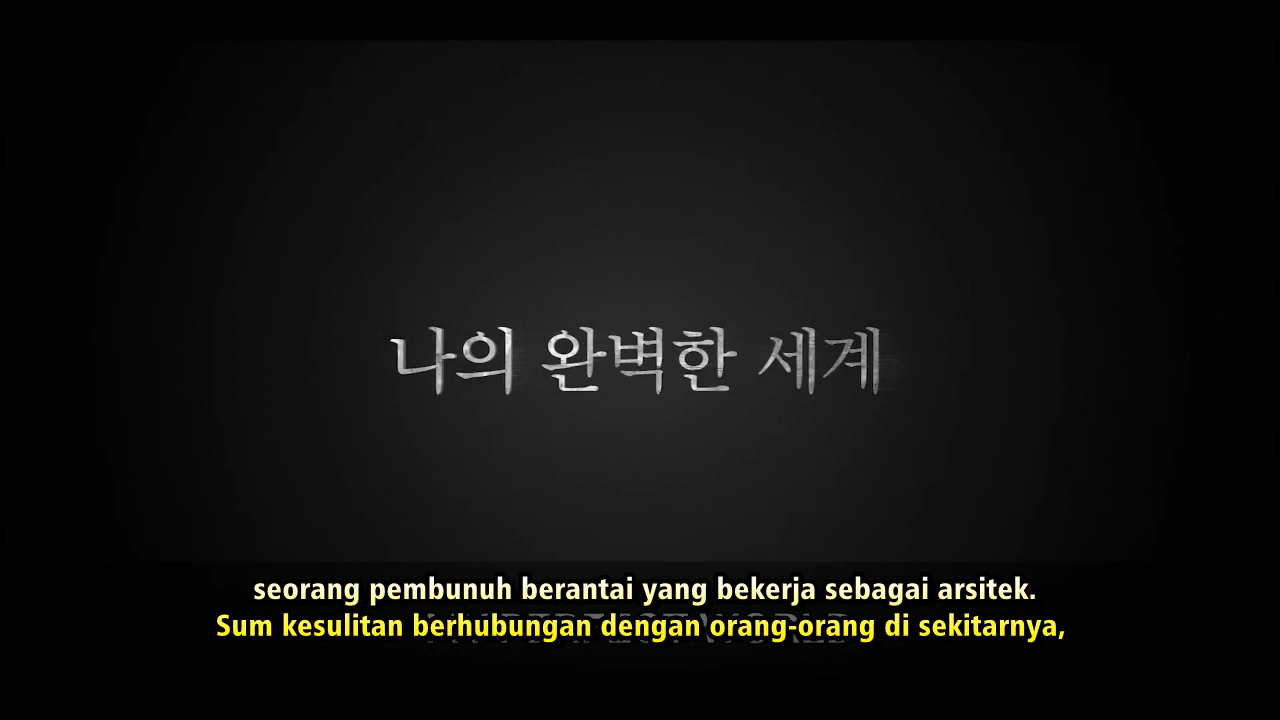 나의 완벽한 세계
seorang pembunuh berantai yang bekerja sebagai arsitek.
Sum kesulitan berhubungan dengan orang-orang di sekitarnya,